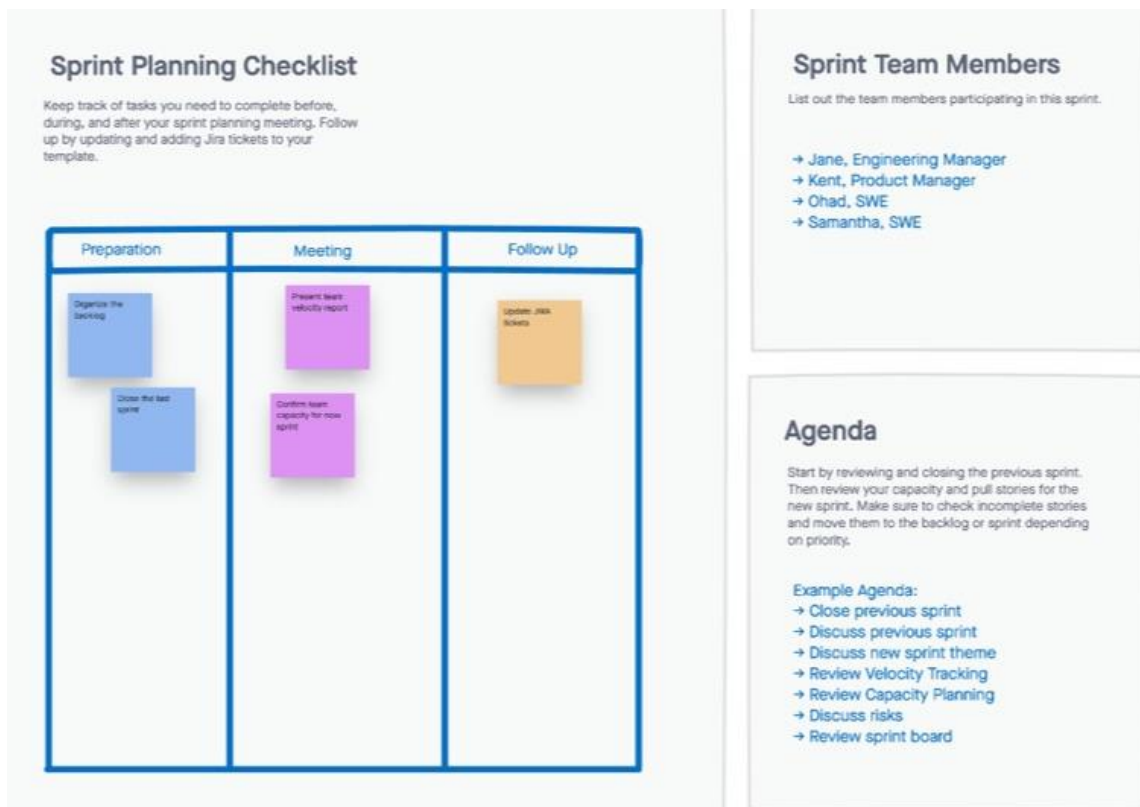 Sprint Planning Checklist
Keep track of tasks you need to complete before,
during, and after your sprint planning meeting. Follow
up by updating and adding Jira tickets to your
template.
Preparation
Meeting
Follow Up
Organize the
backlog
Close the last
sprint
Present team
velocity report
Confirm team
capacity for now
sprint
Update JIRA
tickets
Sprint Team Members
List out the team members participating in this sprint.
→ Jane, Engineering Manager
→ Kent, Product Manager
→ Ohad, SWE
→ Samantha, SWE
Agenda
Start by reviewing and closing the previous sprint.
Then review your capacity and pull stories for the
new sprint. Make sure to check incomplete stories
and move them to the backlog or sprint depending
on priority.
Example Agenda:
→ Close previous sprint
→ Discuss previous sprint
→ Discuss new sprint theme
→ Review Velocity Tracking
→ Review Capacity Planning
→ Discuss risks
→ Review sprint board